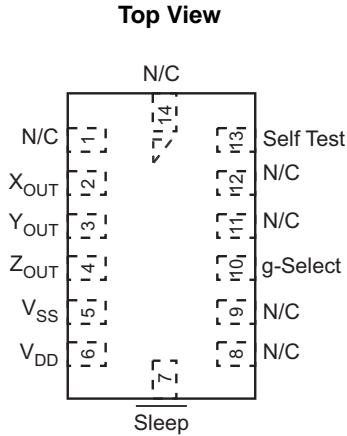 Top View
N/C
14
N/C 1 13 Self Test
XOUT 2 12 N/C
YOUT 3 11 N/C
ZOUT 4 10 g-Select
VSS 5 9 N/C
VDD 6 8 N/C
7
Sleep